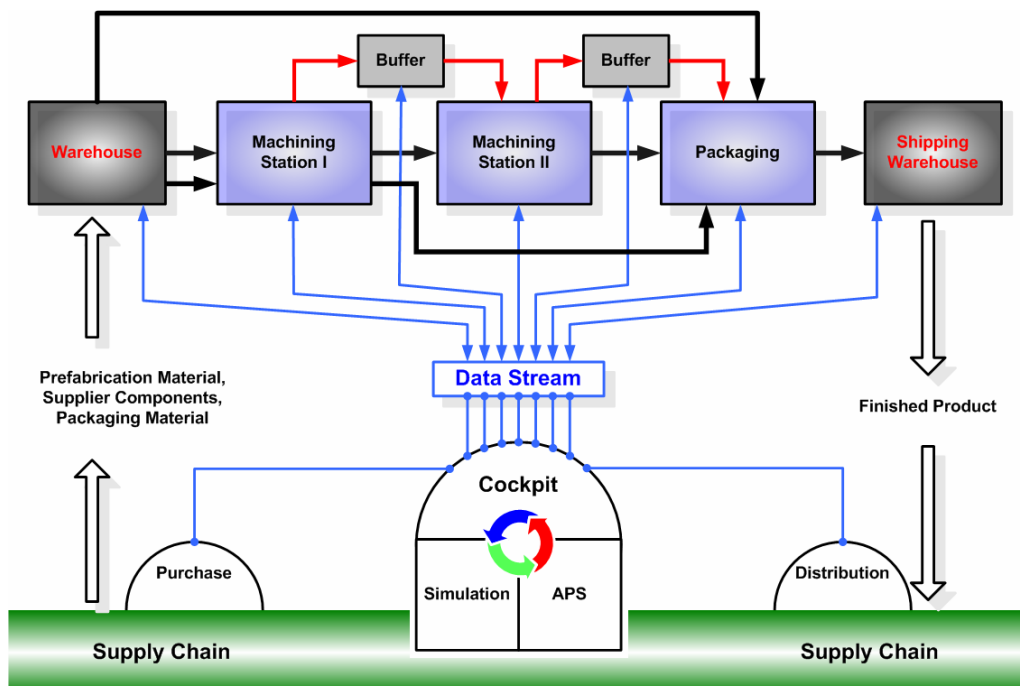 Buffer
Buffer
Warehouse
Machining
Station I
Machining
Station II
Packaging
Shipping
Warehouse
Prefabrication Material,
Supplier Components,
Packaging Material
Data Stream
Finished Product
Cockpit
Purchase
Simulation
APS
Distribution
Supply Chain
Supply Chain